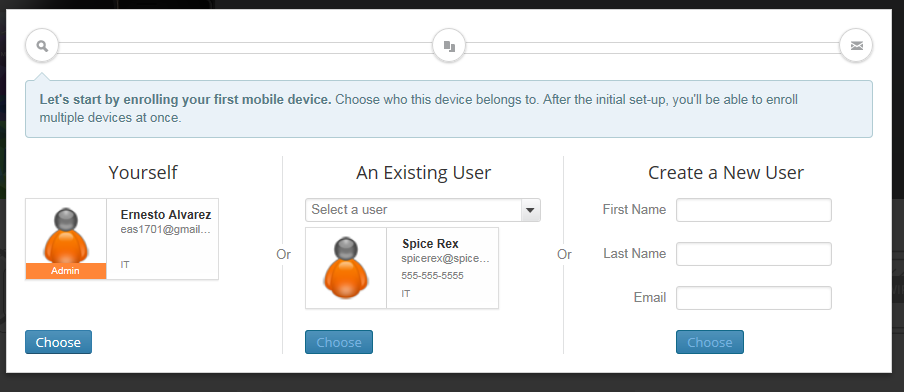 Let's start by enrolling your first mobile device. Choose who this device belongs to. After the initial set-up, you'll be able to enroll
multiple devices at once.
Yourself
Ernesto Alvarez
eas1701@gmail...
IT
Admin
Choose
Or
An Existing User
Select a user
Spice Rex
spicerex@spice...
555-555-5555
IT
Choose
Or
Create a New User
First Name
Last Name
Email
Choose